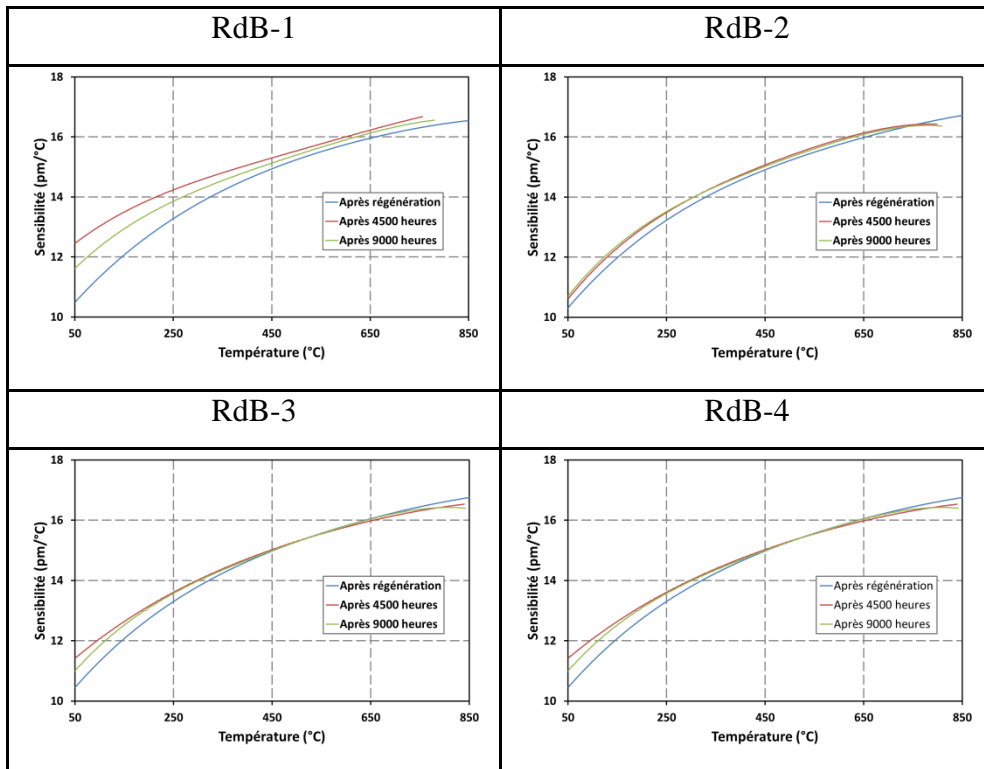 RdB-1
18
16
14
12
10
Sensibilité (pm/°C)
Après régénération
Après 4500 heures
Après 9000 heures
50 250 450 650 850
Température (°C)
RdB-2
18
16
14
12
10
Sensibilité (pm/°C)
Après régénération
Après 4500 heures
Après 9000 heures
50 250 450 650 850
Température (°C)
RdB-3
18
16
14
12
10
Sensibilité (pm/°C)
Après régénération
Après 4500 heures
Après 9000 heures
50 250 450 650 850
Température (°C)
RdB-4
18
16
14
12
10
Sensibilité (pm/°C)
Après régénération
Après 4500 heures
Après 9000 heures
50 250 450 650 850
Température (°C)